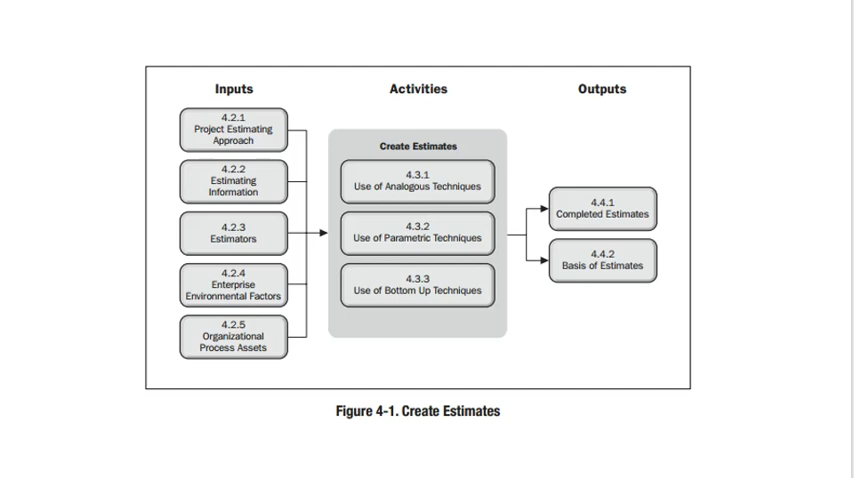 Inputs
Activities
Outputs
4.2.1
Project Estimating
Approach
4.2.2
Estimating
Information
4.2.3
Estimators
4.2.4
Enterprise
Environmental Factors
4.2.5
Organizational
Process Assets
Create Estimates
4.3.1
Use of Analogous Techniques
4.3.2
Use of Parametric Techniques
4.3.3
Use of Bottom Up Techniques
4.4.1
Completed Estimates
4.4.2
Basis of Estimates
Figure 4-1. Create Estimates